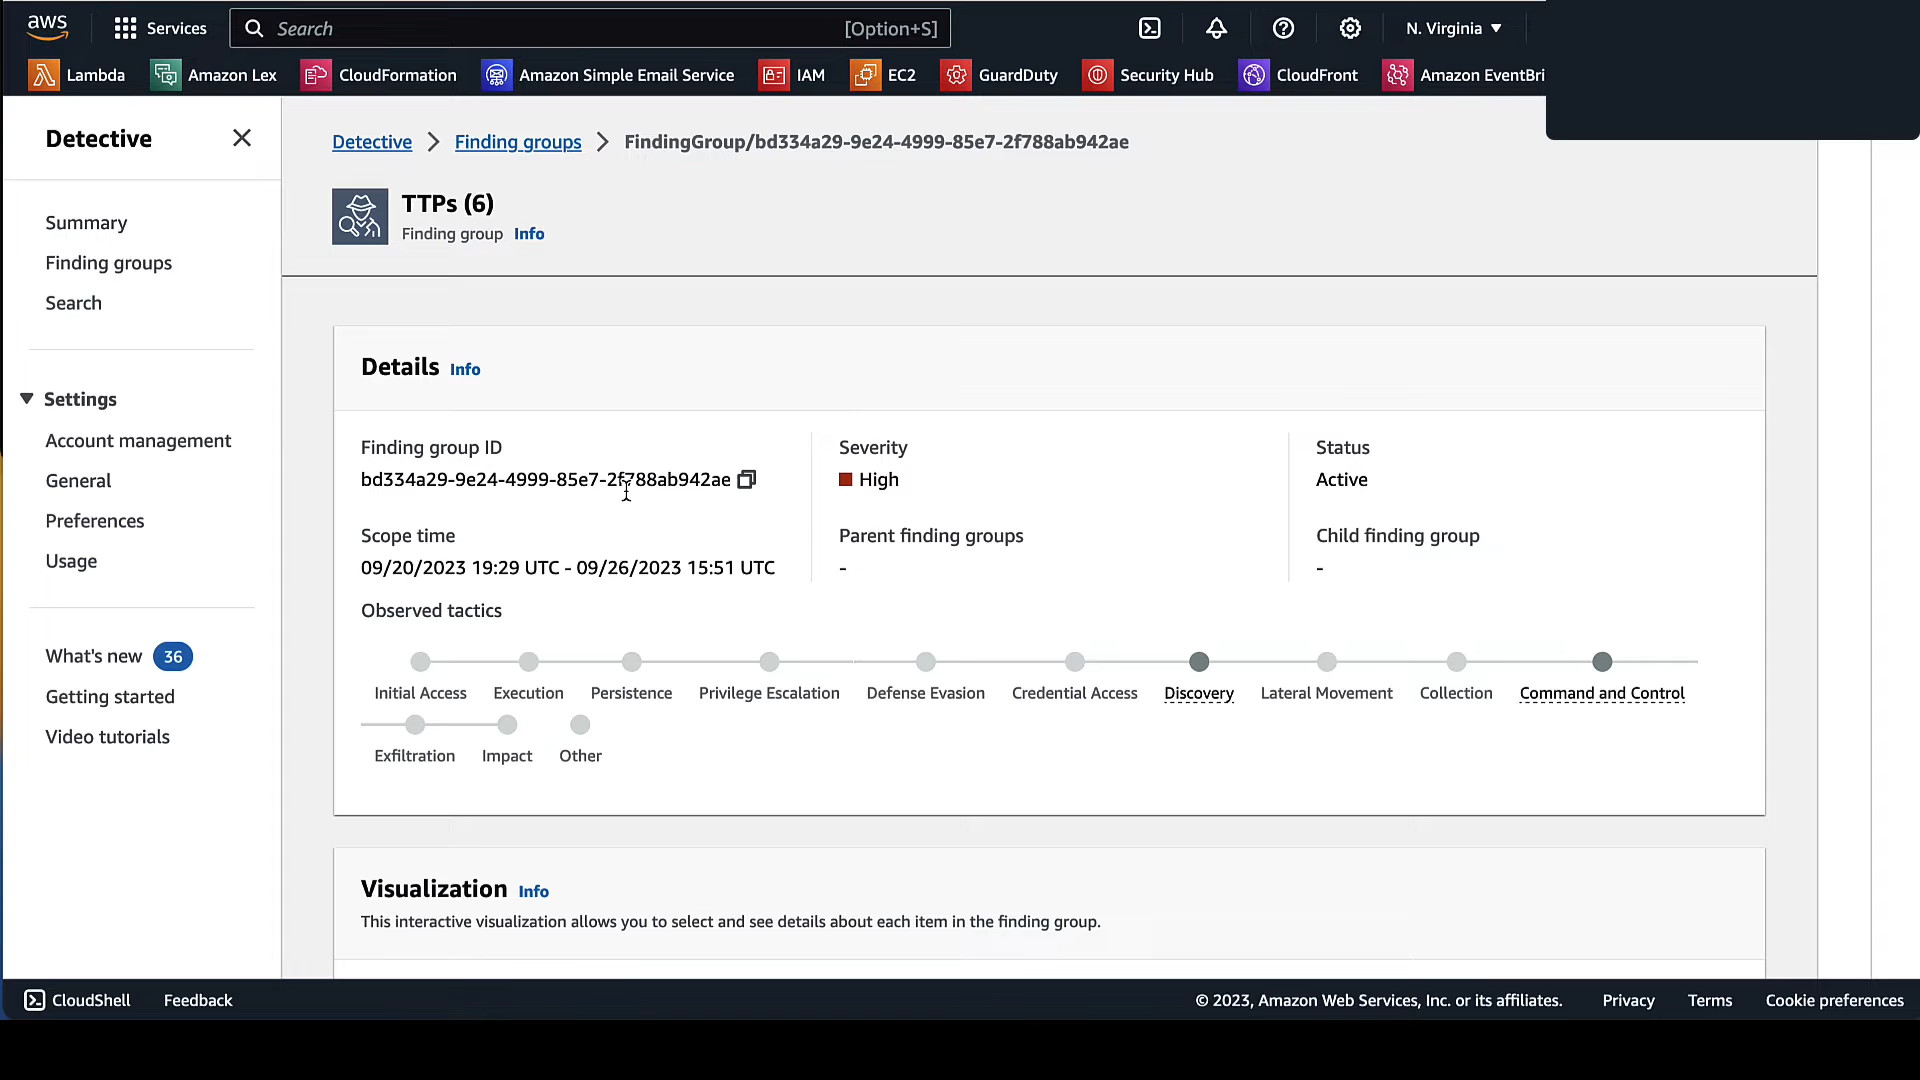 aws
Services
Search
[Option+S]
N. Virginia
Lambda
Amazon Lex
CloudFormation
Amazon Simple Email Service
IAM
EC2
GuardDuty
Security Hub
CloudFront
Amazon EventBri
Detective
Summary
Finding groups
Search
Settings
Account management
General
Preferences
Usage
What's new 36
Getting started
Video tutorials
Detective > Finding groups > FindingGroup/bd334a29-9e24-4999-85e7-2f788ab942ae
TTPs (6)
Finding group Info
Details Info
Finding group ID
bd334a29-9e24-4999-85e7-2f788ab942ae
Severity
High
Status
Active
Scope time
09/20/2023 19:29 UTC - 09/26/2023 15:51 UTC
Parent finding groups
-
Child finding group
-
Observed tactics
Initial Access
Execution
Persistence
Privilege Escalation
Defense Evasion
Credential Access
Discovery
Lateral Movement
Collection
Command and Control
Exfiltration
Impact
Other
Visualization Info
This interactive visualization allows you to select and see details about each item in the finding group.
CloudShell
Feedback
© 2023, Amazon Web Services, Inc. or its affiliates.
Privacy
Terms
Cookie preferences